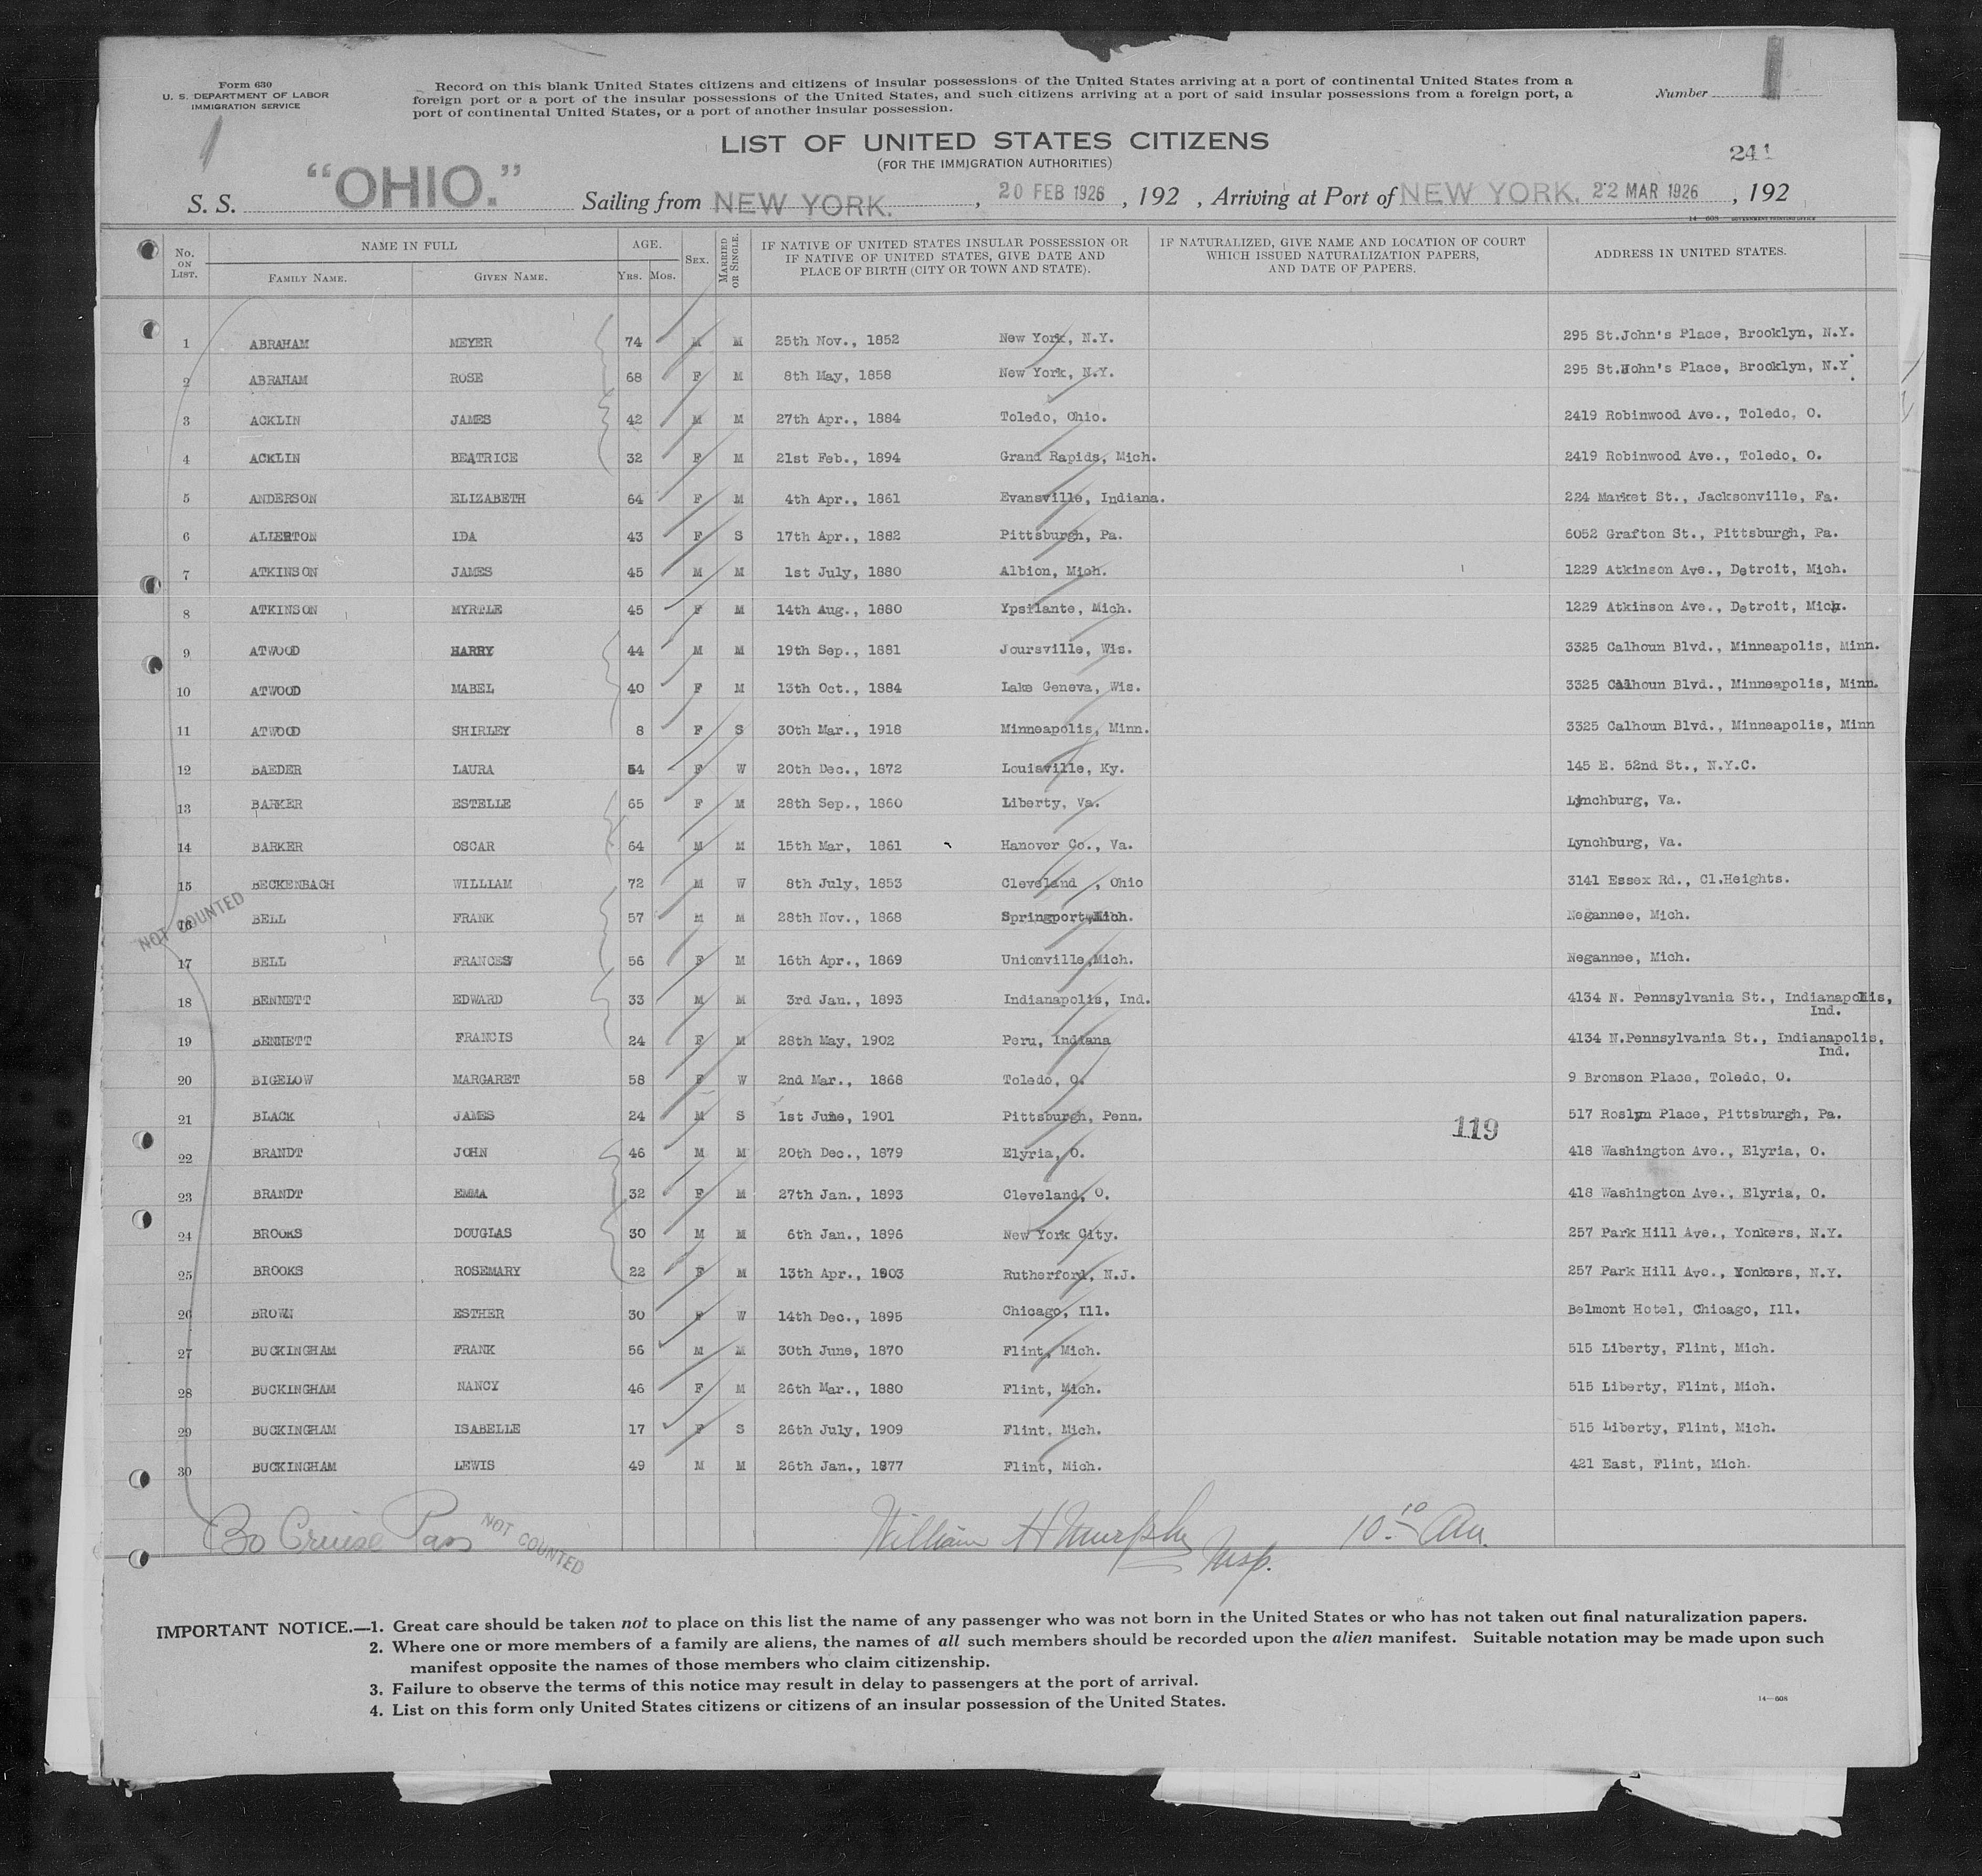 Form 630
U. S. DEPARTMENT OF LABOR
IMMIGRATION SERVICE
Record on this blank United States citizens and citizens of insular possessions of the United States arriving at a port of continental United States from a
foreign port or a port of the insular possessions of the United States, and such citizens arriving at a port of said insular possessions from a foreign port, a
port of continental United States, or a port of another insular possession.
Number
1
LIST OF UNITED STATES CITIZENS
(FOR THE IMMIGRATION AUTHORITIES)
241
S. S. "OHIO." Sailing from NEW YORK. , 20 FEB 1926 , 192 , Arriving at Port of NEW YORK. 22 MAR 1926 , 192
14—608 GOVERNMENT PRINTING OFFICE
No. ON LIST. NAME IN FULL AGE. SEX. MARRIED OR SINGLE. IF NATIVE OF UNITED STATES INSULAR POSSESSION OR IF NATIVE OF UNITED STATES, GIVE DATE AND PLACE OF BIRTH (CITY OR TOWN AND STATE). IF NATURALIZED, GIVE NAME AND LOCATION OF COURT WHICH ISSUED NATURALIZATION PAPERS, AND DATE OF PAPERS. ADDRESS IN UNITED STATES.
FAMILY NAME. GIVEN NAME. YRS. MOS.
1 ABRAHAM MEYER 74 M M 25th Nov., 1852 New York, N.Y. 295 St.John's Place, Brooklyn, N.Y.
2 ABRAHAM ROSE 68 F M 8th May, 1858 New York, N.Y. 295 St.John's Place, Brooklyn, N.Y.
3 ACKLIN JAMES 42 M M 27th Apr., 1884 Toledo, Ohio. 2419 Robinwood Ave., Toledo, O.
4 ACKLIN BEATRICE 32 F M 21st Feb., 1894 Grand Rapids, Mich. 2419 Robinwood Ave., Toledo, O.
5 ANDERSON ELIZABETH 64 F M 4th Apr., 1861 Evansville, Indiana. 224 Market St., Jacksonville, Fa.
6 ALLERTON IDA 43 F S 17th Apr., 1882 Pittsburgh, Pa. 6052 Grafton St., Pittsburgh, Pa.
7 ATKINSON JAMES 45 M M 1st July, 1880 Albion, Mich. 1229 Atkinson Ave., Detroit, Mich.
8 ATKINSON MYRTLE 45 F M 14th Aug., 1880 Ypsilante, Mich. 1229 Atkinson Ave., Detroit, Mich.
9 ATWOOD HARRY 44 M M 19th Sep., 1881 Joursville, Wis. 3325 Calhoun Blvd., Minneapolis, Minn.
10 ATWOOD MABEL 40 F M 13th Oct., 1884 Lake Geneva, Wis. 3325 Calhoun Blvd., Minneapolis, Minn.
11 ATWOOD SHIRLEY 8 F S 30th Mar., 1918 Minneapolis, Minn. 3325 Calhoun Blvd., Minneapolis, Minn
12 BAEDER LAURA 54 F W 20th Dec., 1872 Louisville, Ky. 145 E. 52nd St., N.Y.C.
13 BARKER ESTELLE 65 F M 28th Sep., 1860 Liberty, Va. Lynchburg, Va.
14 BARKER OSCAR 64 M M 15th Mar, 1861 Hanover Co., Va. Lynchburg, Va.
15 BECKENBACH WILLIAM 72 M W 8th July, 1853 Cleveland , Ohio 3141 Essex Rd., Cl.Heights.
NOT COUNTED
16 BELL FRANK 57 M M 28th Nov., 1868 Springport,Mich. Negannee, Mich.
17 BELL FRANCES 56 F M 16th Apr., 1869 Unionville,Mich. Negannee, Mich.
18 BENNETT EDWARD 33 M M 3rd Jan., 1893 Indianapolis, Ind. 4134 N. Pennsylvania St., Indianapolis,
Ind.
19 BENNETT FRANCIS 24 F M 28th May, 1902 Peru, Indiana 4134 N.Pennsylvania St., Indianapolis,
Ind.
20 BIGELOW MARGARET 58 F W 2nd Mar., 1868 Toledo, O. 9 Bronson Place, Toledo, O.
21 BLACK JAMES 24 M S 1st June, 1901 Pittsburgh, Penn. 517 Roslyn Place, Pittsburgh, Pa.
119
22 BRANDT JOHN 46 M M 20th Dec., 1879 Elyria, O. 418 Washington Ave., Elyria, O.
23 BRANDT EMMA 32 F M 27th Jan., 1893 Cleveland, O. 418 Washington Ave., Elyria, O.
24 BROOKS DOUGLAS 30 M M 6th Jan., 1896 New York City. 257 Park Hill Ave., Yonkers, N.Y.
25 BROOKS ROSEMARY 22 F M 13th Apr., 1903 Rutherford, N.J. 257 Park Hill Ave., Yonkers, N.Y.
26 BROWN ESTHER 30 F W 14th Dec., 1895 Chicago, Ill. Belmont Hotel, Chicago, Ill.
27 BUCKINGHAM FRANK 56 M M 30th June, 1870 Flint, Mich. 515 Liberty, Flint, Mich.
28 BUCKINGHAM NANCY 46 F M 26th Mar., 1880 Flint, Mich. 515 Liberty, Flint, Mich.
29 BUCKINGHAM ISABELLE 17 F S 26th July, 1909 Flint, Mich. 515 Liberty, Flint, Mich.
30 BUCKINGHAM LEWIS 49 M M 26th Jan., 1877 Flint, Mich. 421 East, Flint, Mich.
30 Cruise Pass NOT COUNTED William H Murphy Insp. 10.10 Am.
IMPORTANT NOTICE.—1. Great care should be taken not to place on this list the name of any passenger who was not born in the United States or who has not taken out final naturalization papers.
2. Where one or more members of a family are aliens, the names of all such members should be recorded upon the alien manifest. Suitable notation may be made upon such
manifest opposite the names of those members who claim citizenship.
3. Failure to observe the terms of this notice may result in delay to passengers at the port of arrival.
4. List on this form only United States citizens or citizens of an insular possession of the United States.
14—608